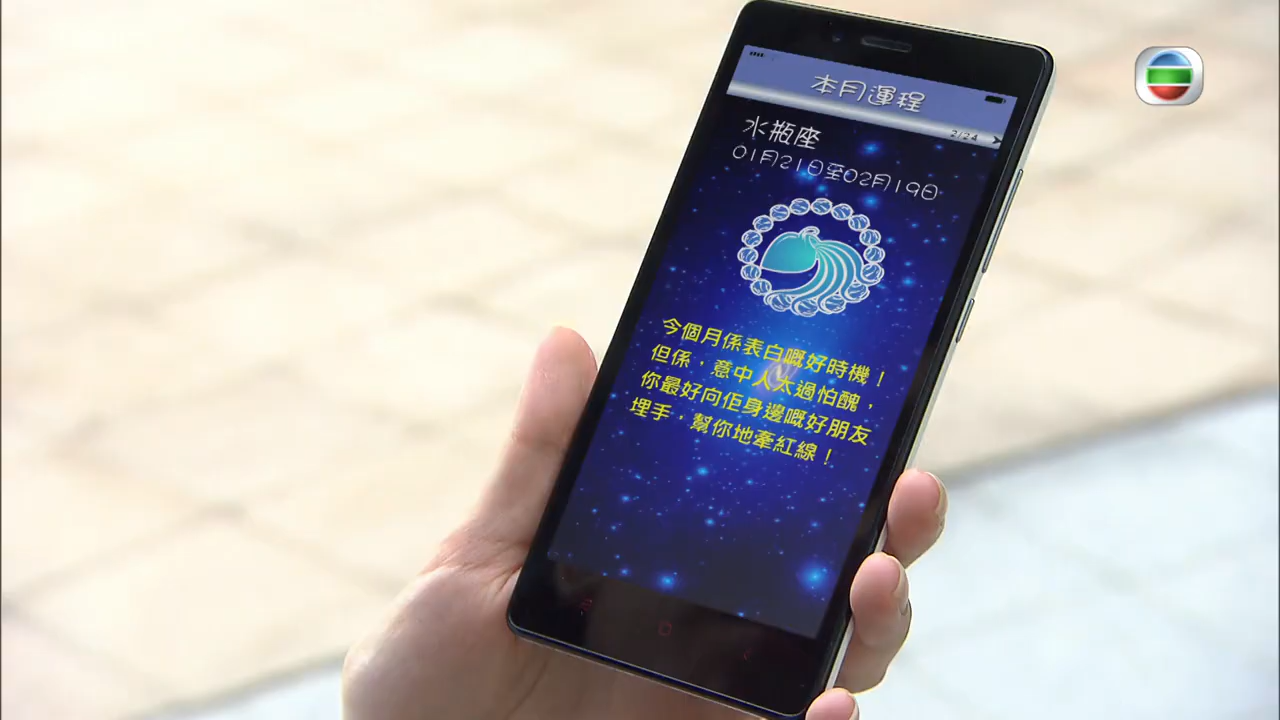 本月運程
2/24
水瓶座
01月21日至02月19日
今個月係表白嘅好時機！
但係，意中人太過怕醜，
你最好向佢身邊嘅好朋友
埋手，幫你地牽紅線！